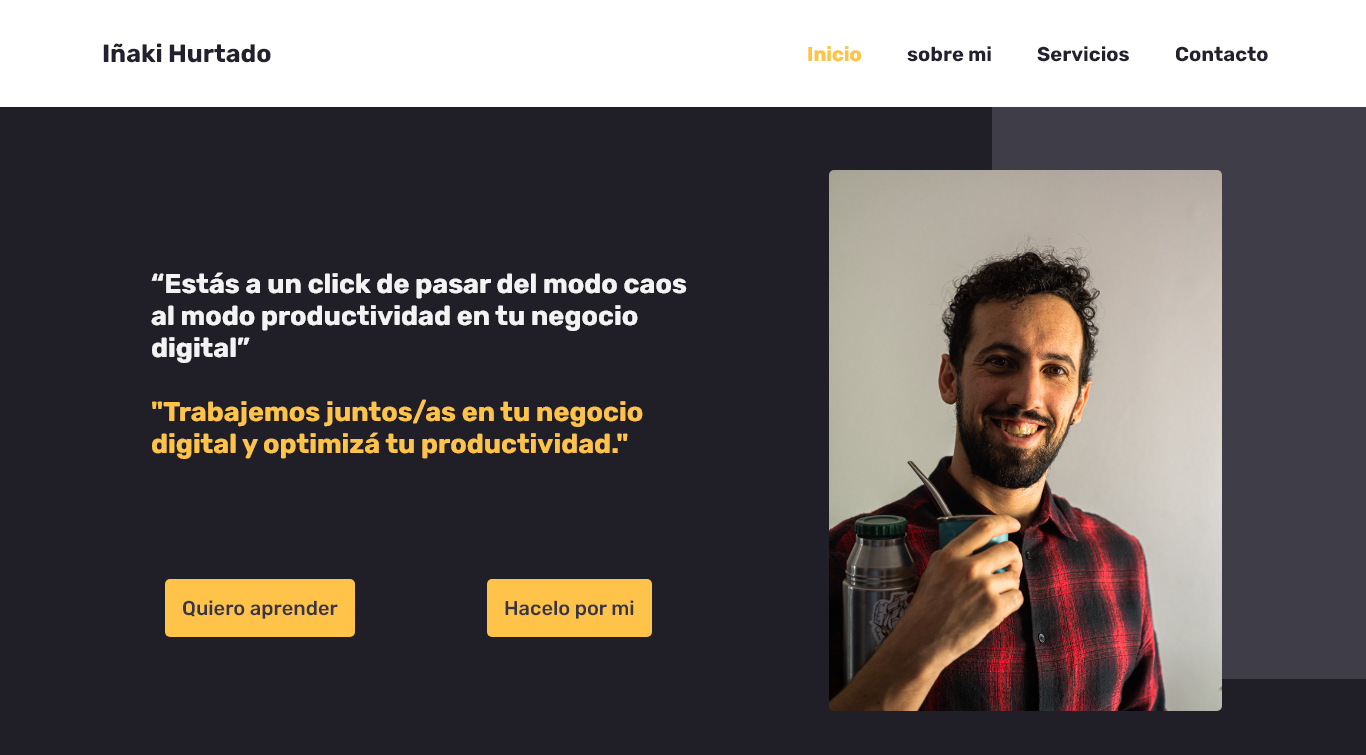 Iñaki Hurtado
Inicio
sobre mi
Servicios
Contacto
“Estás a un click de pasar del modo caos
al modo productividad en tu negocio
digital”
"Trabajemos juntos/as en tu negocio
digital y optimizá tu productividad."
Quiero aprender
Hacelo por mi